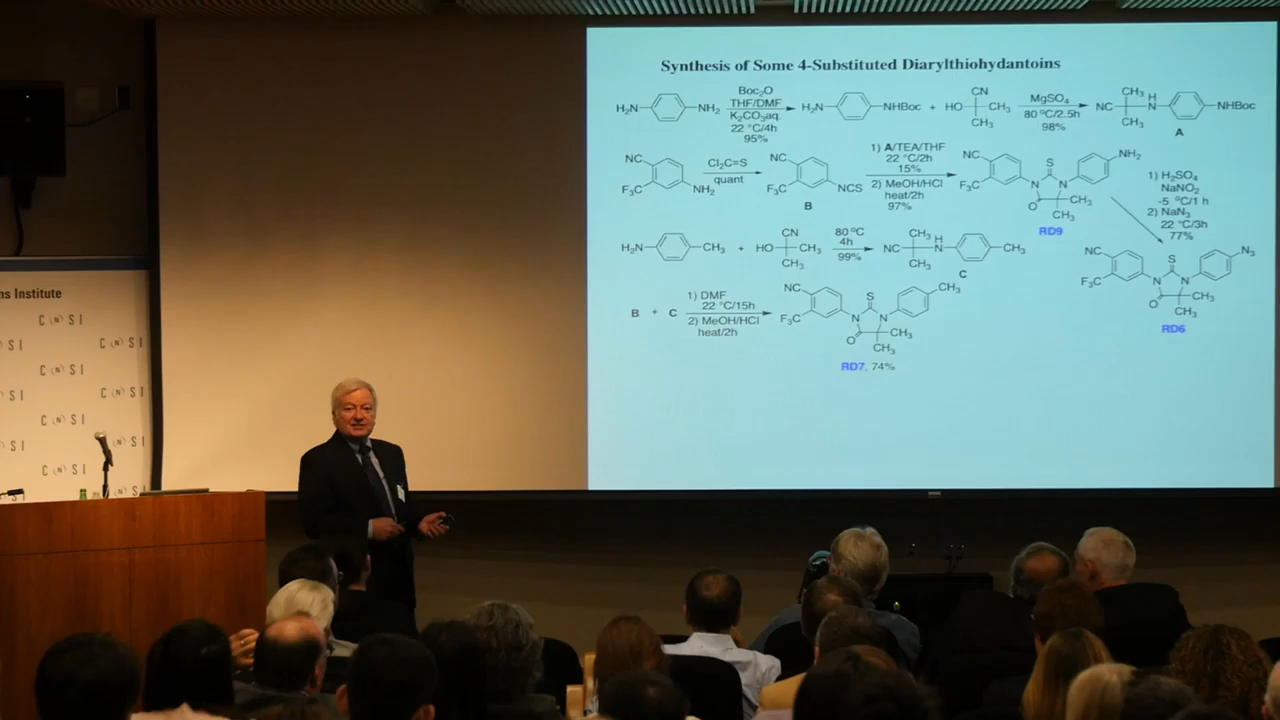 Synthesis of Some 4-Substituted Diarylthiohydantoins
H₂N NH₂ Boc₂O THF/DMF K₂CO₃aq. 22 °C/4h 95% H₂N NHBoc + HO CN CH₃ CH₃ MgSO₄ 80 °C/2.5h 98% NC CH₃ CH₃ H N NHBoc
A
NC F₃C NH₂ Cl₂C=S quant NC F₃C NCS
B
1) A/TEA/THF
22 °C/2h
15%
2) MeOH/HCl
heat/2h
97%
NC F₃C N S N O CH₃ CH₃ NH₂
RD9
1) H₂SO₄
NaNO₂
-5 °C/1 h
2) NaN₃
22 °C/3h
77%
NC F₃C N S N O CH₃ CH₃ N₃
RD6
H₂N CH₃ + HO CN CH₃ CH₃ 80 °C 4h 99% NC CH₃ CH₃ H N CH₃
C
B + C
1) DMF
22 °C/15h
2) MeOH/HCl
heat/2h
NC F₃C N S N O CH₃ CH₃ CH₃
RD7, 74%
ns Institute
C (N) S I
S I C (N) S I
C (N) S I
S I C (N) S I
C (N) S I
S I (N) S I
C (N) S I
(N) S I